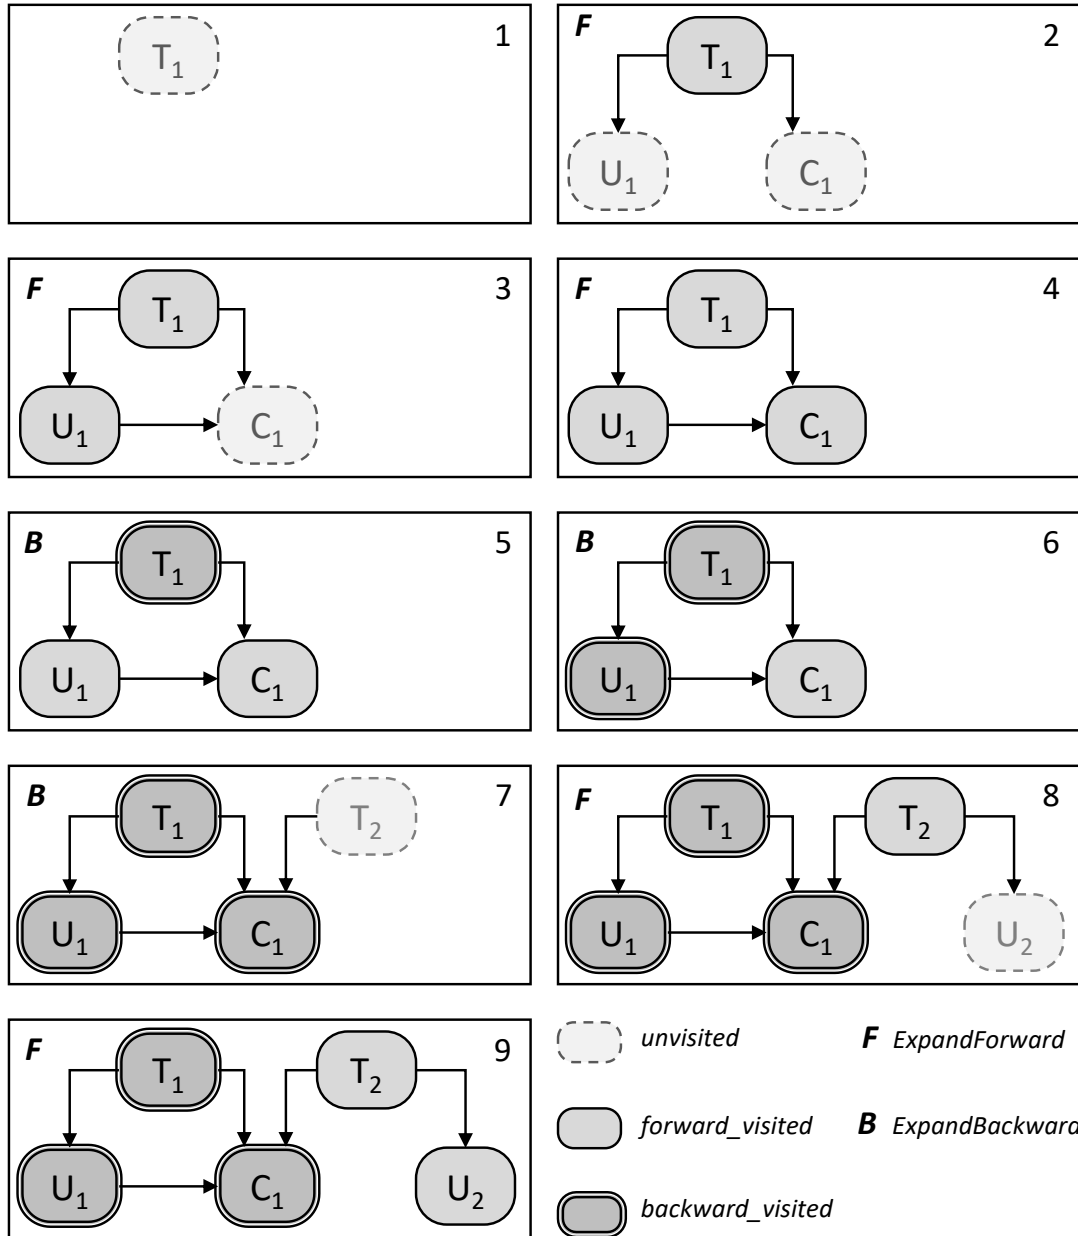 T1 1
F T1 2
U1 C1
F T1 3
U1 C1
F T1 4
U1 C1
B T1 5
U1 C1
B T1 6
U1 C1
B T1 T2 7
U1 C1
F T1 T2 8
U1 C1 U2
F T1 T2 9
U1 C1 U2
unvisited F ExpandForward
forward_visited B ExpandBackward
backward_visited